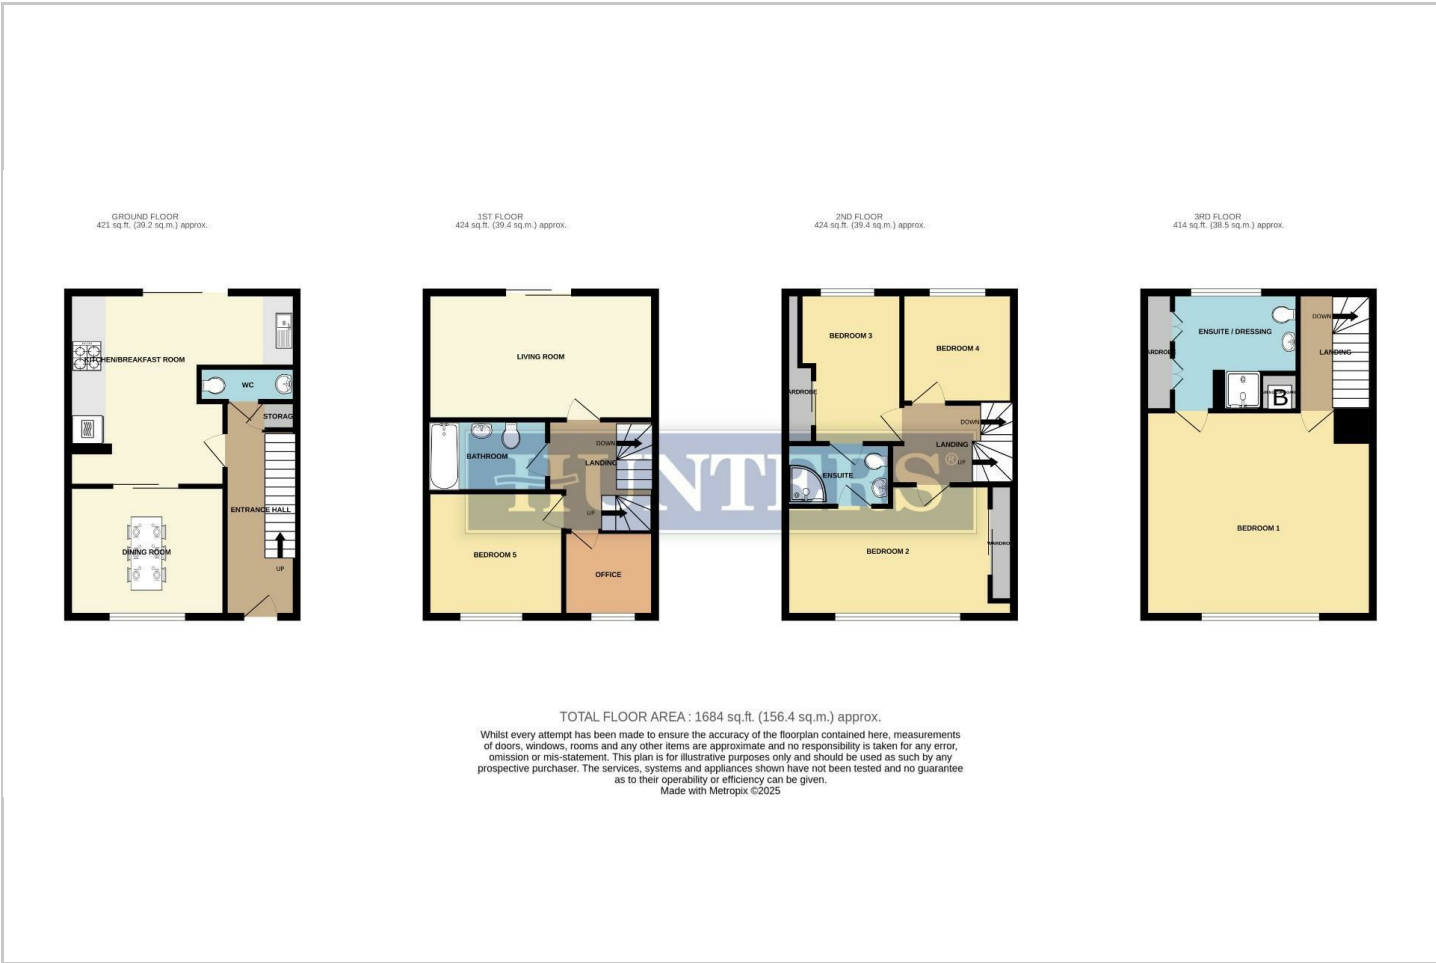 GROUND FLOOR
421 sq.ft. (39.2 sq.m.) approx.
1ST FLOOR
424 sq.ft. (39.4 sq.m.) approx.
2ND FLOOR
424 sq.ft. (39.4 sq.m.) approx.
3RD FLOOR
414 sq.ft. (38.5 sq.m.) approx.
KITCHEN/BREAKFAST ROOM
WC
STORAG
ENTRANCE HALL
DINING ROOM
UP
LIVING ROOM
BATHROOM
DOWN
LANDING
UP
BEDROOM 5
OFFICE
BEDROOM 3
BEDROOM 4
ARDROBE
DOWN
LANDING
UP
ENSUITE
BEDROOM 2
ARDRO
ENSUITE / DRESSING
DOWN
LANDING
ARDROB
B
BEDROOM 1
HUNTERS®
TOTAL FLOOR AREA : 1684 sq.ft. (156.4 sq.m.) approx.
Whilst every attempt has been made to ensure the accuracy of the floorplan contained here, measurements
of doors, windows, rooms and any other items are approximate and no responsibility is taken for any error,
omission or mis-statement. This plan is for illustrative purposes only and should be used as such by any
prospective purchaser. The services, systems and appliances shown have not been tested and no guarantee
as to their operability or efficiency can be given.
Made with Metropix ©2025